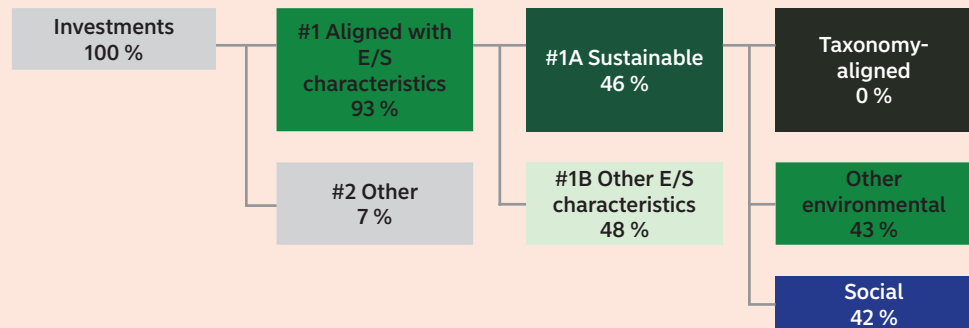 Investments
100 %
#1 Aligned with
E/S
characteristics
93 %
#1A Sustainable
46 %
Taxonomy-
aligned
0 %
#2 Other
7 %
#1B Other E/S
characteristics
48 %
Other
environmental
43 %
Social
42 %